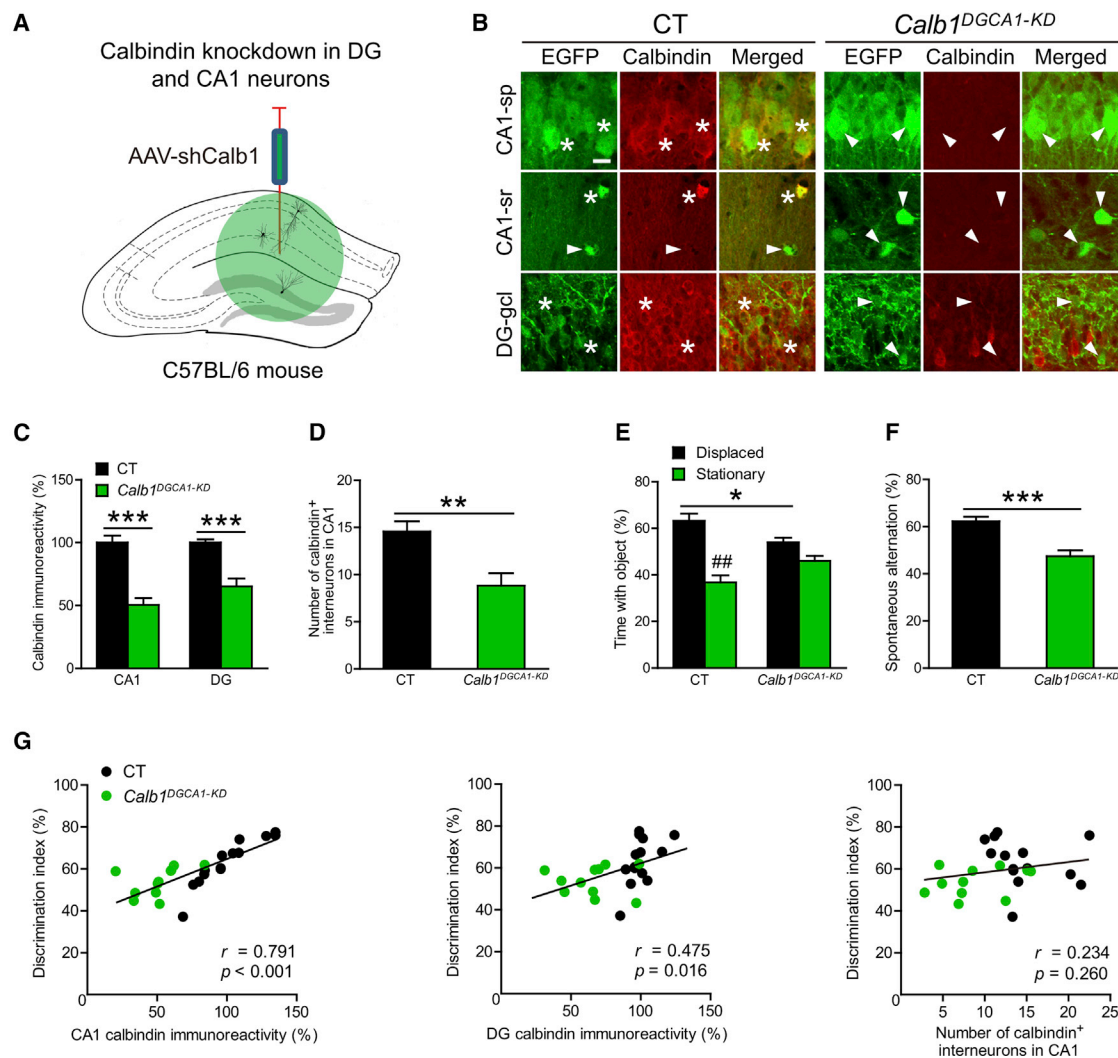 A
Calbindin knockdown in DG
and CA1 neurons
AAV-shCalb1
C57BL/6 mouse
B
CT
Calb1DGCA1-KD
EGFP Calbindin Merged
EGFP Calbindin Merged
CA1-sp
CA1-sr
DG-gcl
* * * * * *
* * *
* * * * * *
C
CT
Calb1DGCA1-KD
Calbindin immunoreactivity (%)
150
100
50
0
*** ***
CA1 DG
D
Number of calbindin+
interneurons in CA1
20
15
10
5
0
**
CT Calb1DGCA1-KD
E
Displaced
Stationary
Time with object (%)
80
60
40
20
0
*
##
CT Calb1DGCA1-KD
F
Spontaneous alternation (%)
80
60
40
20
0
***
CT Calb1DGCA1-KD
G
CT
Calb1DGCA1-KD
Discrimination index (%)
100
80
60
40
20
0
r = 0.791
p < 0.001
0 50 100 150
CA1 calbindin immunoreactivity (%)
Discrimination index (%)
100
80
60
40
20
0
r = 0.475
p = 0.016
0 50 100 150
DG calbindin immunoreactivity (%)
Discrimination index (%)
100
80
60
40
20
0
r = 0.234
p = 0.260
0 5 10 15 20 25
Number of calbindin+
interneurons in CA1